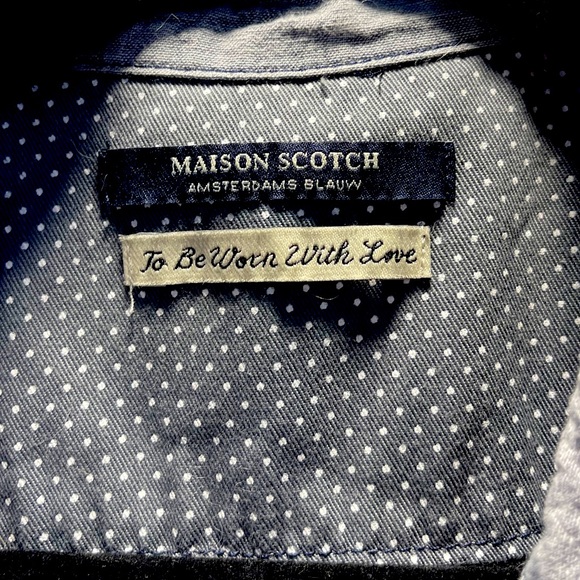 MAISON SCOTCH
AMSTERDAMS BLAUW
To Be Worn With Love